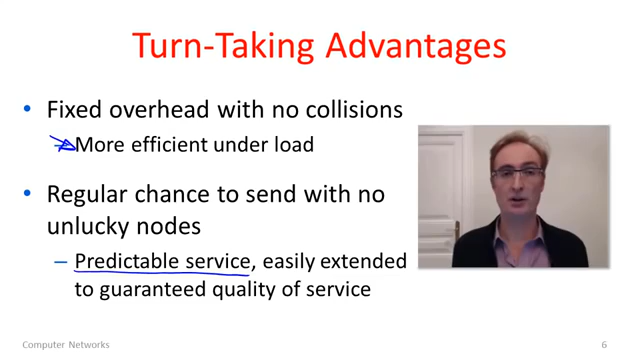 Turn-Taking Advantages
• Fixed overhead with no collisions
More efficient under load
• Regular chance to send with no
unlucky nodes
– Predictable service, easily extended
to guaranteed quality of service
Computer Networks
6